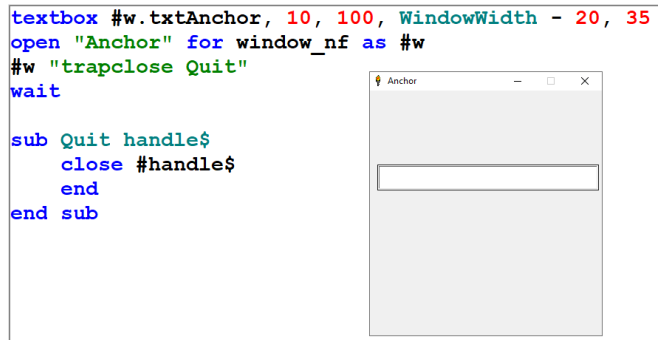 textbox #w.txtAnchor, 10, 100, WindowWidth - 20, 35
open "Anchor" for window_nf as #w
#w "trapclose Quit"
wait
sub Quit handle$
close #handle$
end
end sub
Anchor